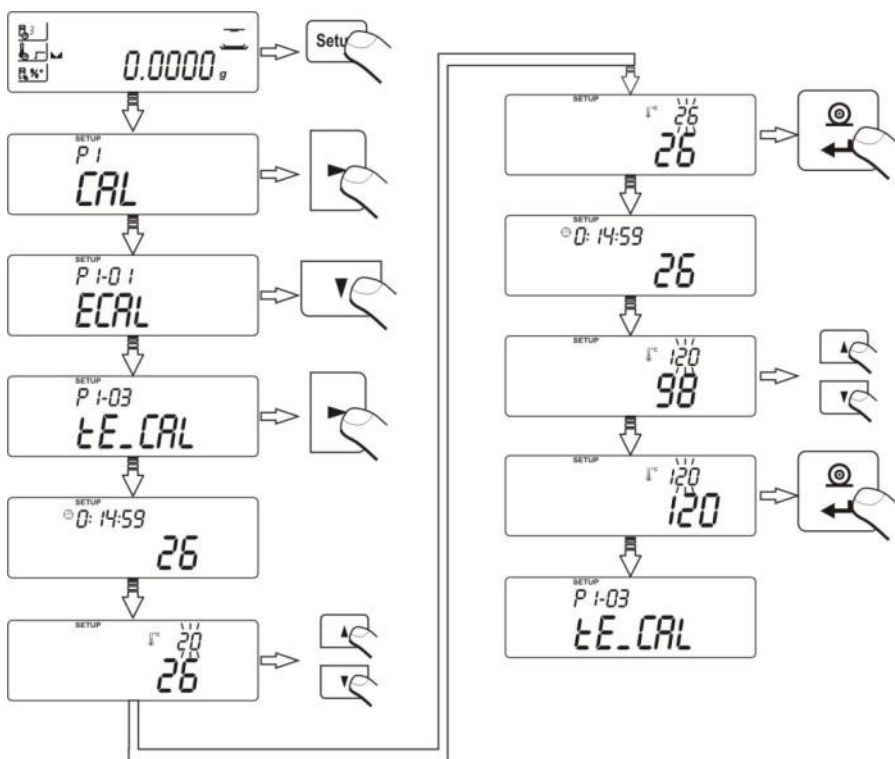 3
%
0.0000 g
Setu
SETUP
P1
CAL
SETUP
P1-01
ECAL
SETUP
P1-03
tE_CAL
SETUP
0:14:59
26
SETUP
°C 20
26
SETUP
°C 26
26
SETUP
0:14:59
26
SETUP
°C 120
98
SETUP
°C 120
120
SETUP
P1-03
tE_CAL